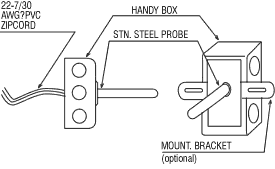 22-7/30
AWG?PVC
ZIPCORD
HANDY BOX
STN. STEEL PROBE
MOUNT. BRACKET
(optional)